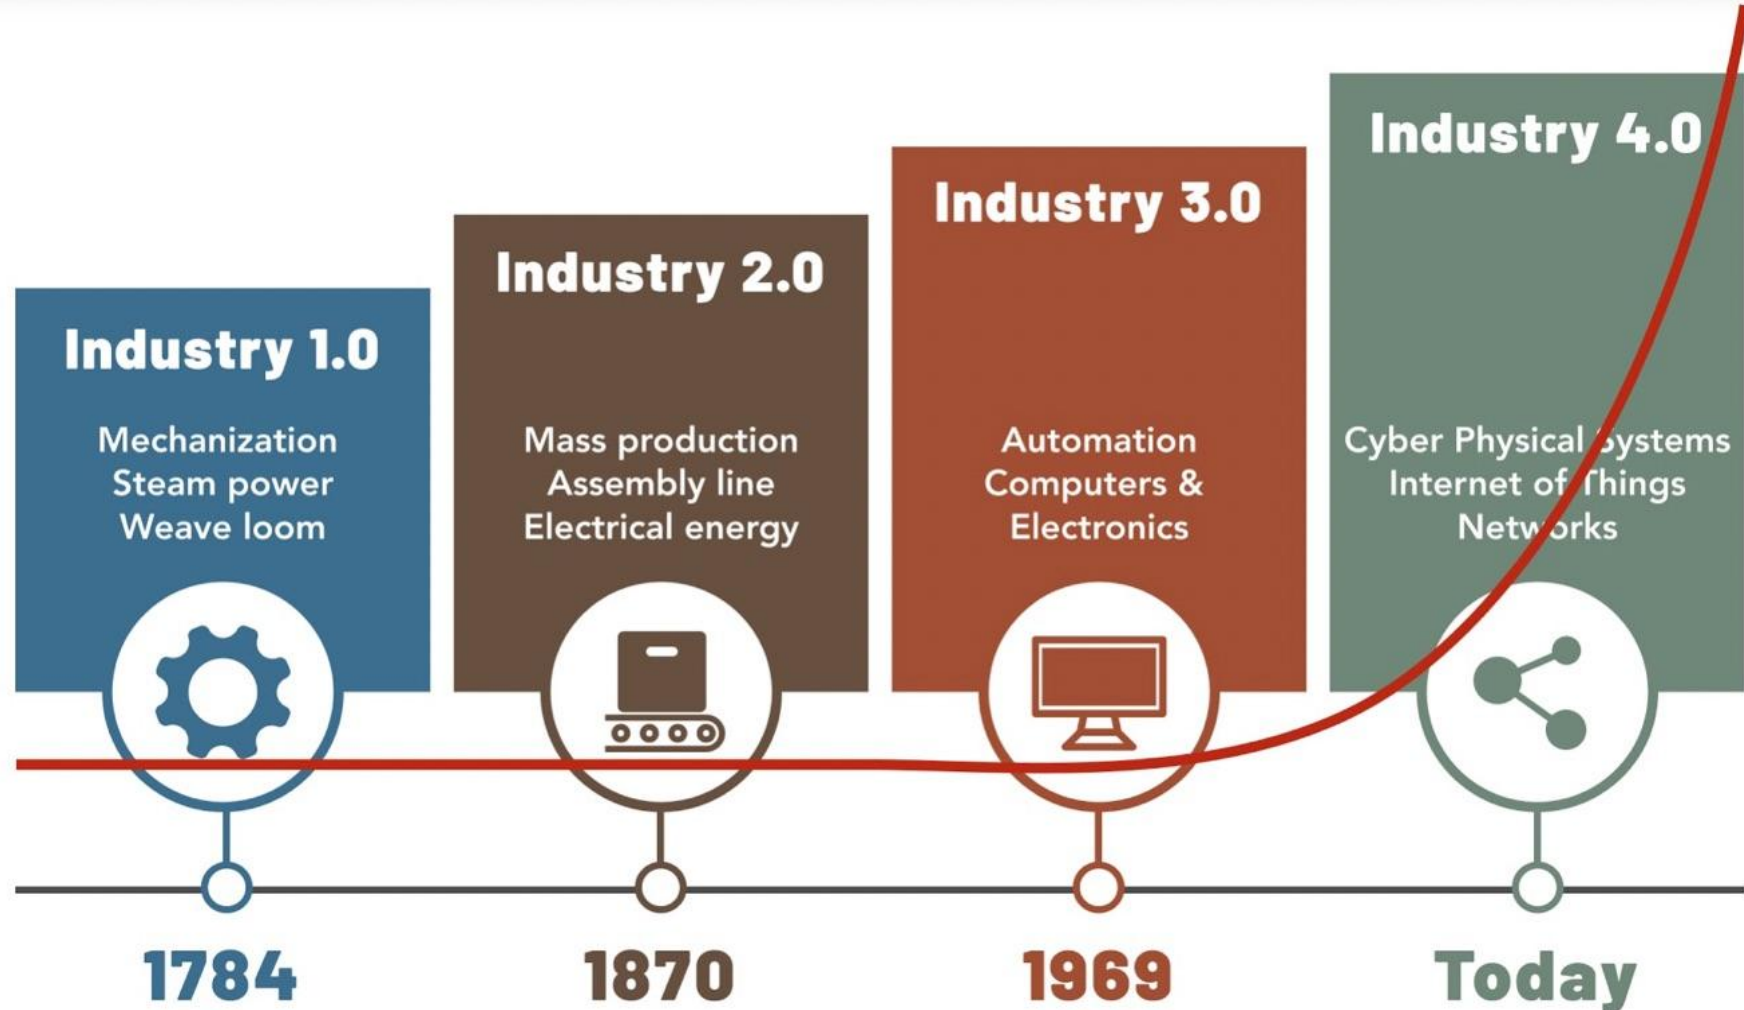 Industry 1.0
Mechanization
Steam power
Weave loom
1784
Industry 2.0
Mass production
Assembly line
Electrical energy
1870
Industry 3.0
Automation
Computers &
Electronics
1969
Industry 4.0
Cyber Physical Systems
Internet of Things
Networks
Today